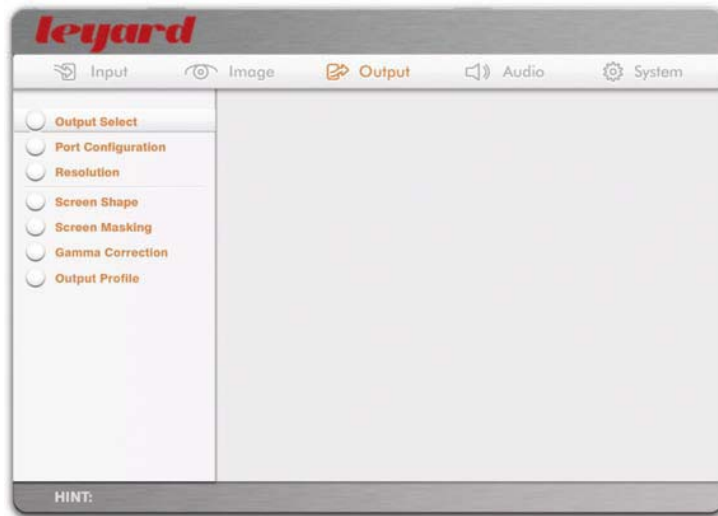 leyard
Input Image Output Audio System
Output Select
Port Configuration
Resolution
Screen Shape
Screen Masking
Gamma Correction
Output Profile
HINT: